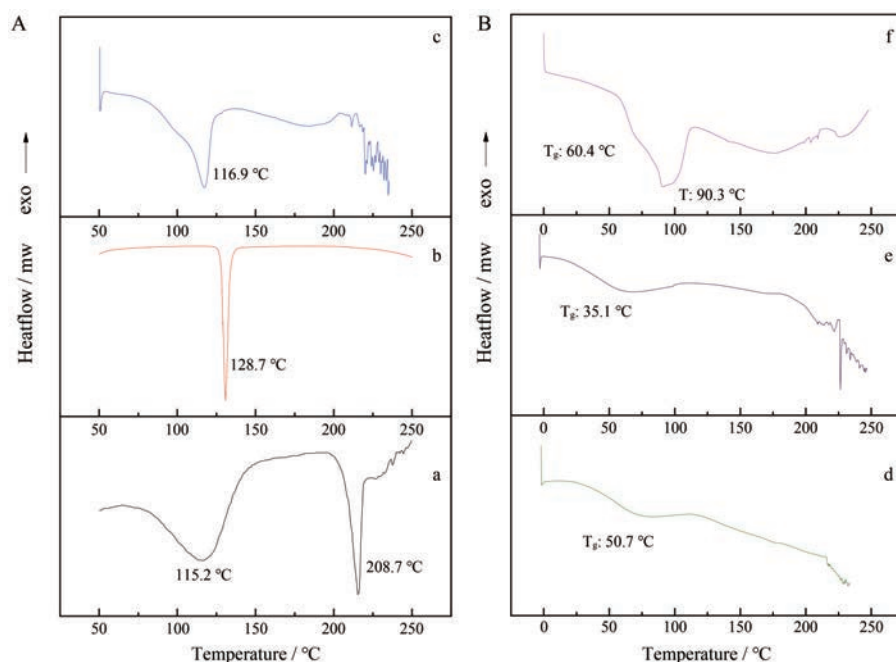 A
c
116.9 ℃
50 100 150 200 250
b
128.7 ℃
50 100 150 200 250
a
115.2 ℃
208.7 ℃
50 100 150 200 250
Temperature / ℃
Heatflow / mw
exo
B
f
Tg: 60.4 ℃
T: 90.3 ℃
0 50 100 150 200 250
e
Tg: 35.1 ℃
0 50 100 150 200 250
d
Tg: 50.7 ℃
0 50 100 150 200 250
Temperature / ℃
Heatflow / mw
exo